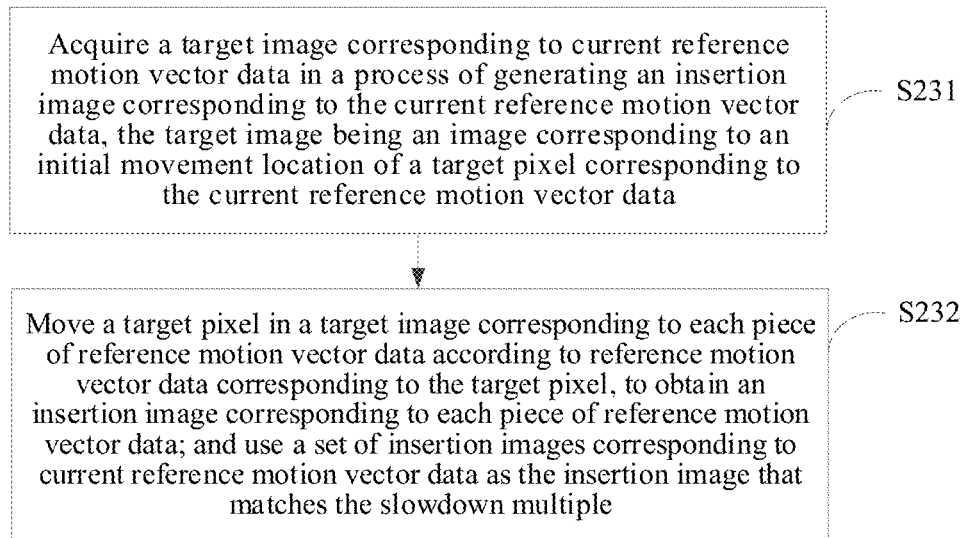 Acquire a target image corresponding to current reference
motion vector data in a process of generating an insertion
image corresponding to the current reference motion vector
data, the target image being an image corresponding to an
initial movement location of a target pixel corresponding to
the current reference motion vector data
S231
Move a target pixel in a target image corresponding to each piece
of reference motion vector data according to reference motion
vector data corresponding to the target pixel, to obtain an
insertion image corresponding to each piece of reference motion
vector data; and use a set of insertion images corresponding to
current reference motion vector data as the insertion image that
matches the slowdown multiple
S232